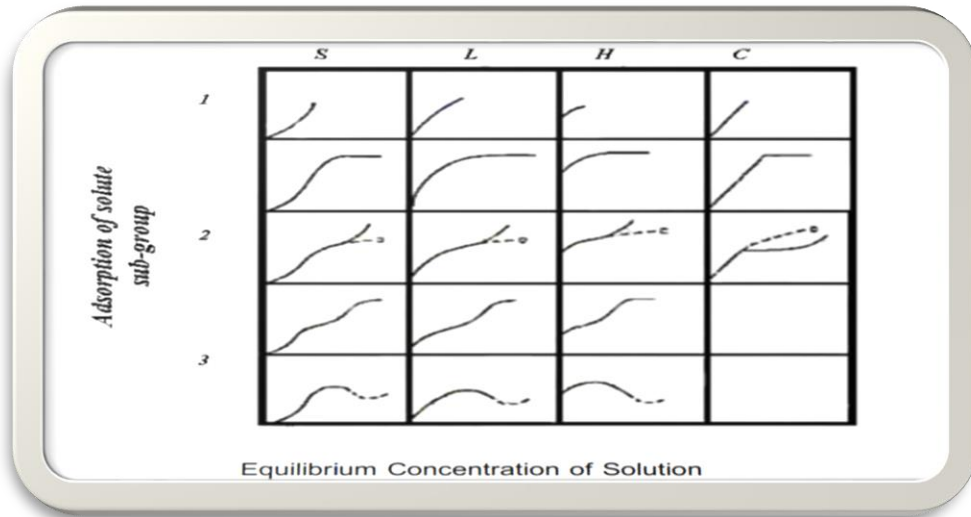 S L H C
1
2
3
Adsorption of solute
sub-group
Equilibrium Concentration of Solution